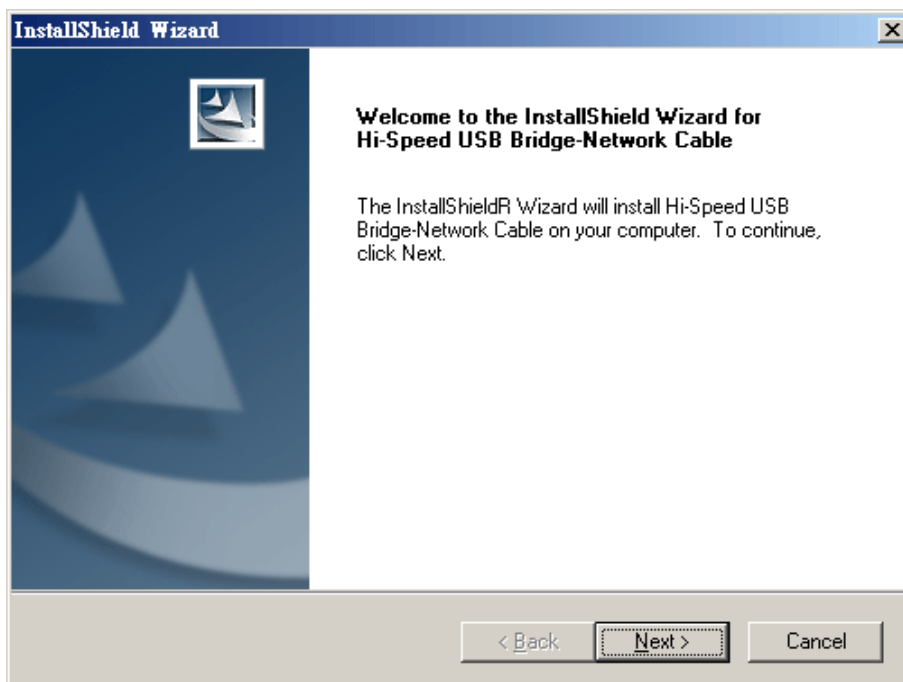 InstallShield Wizard
Welcome to the InstallShield Wizard for
Hi-Speed USB Bridge-Network Cable
The InstallShieldR Wizard will install Hi-Speed USB
Bridge-Network Cable on your computer.  To continue,
click Next.
< Back
Next >
Cancel